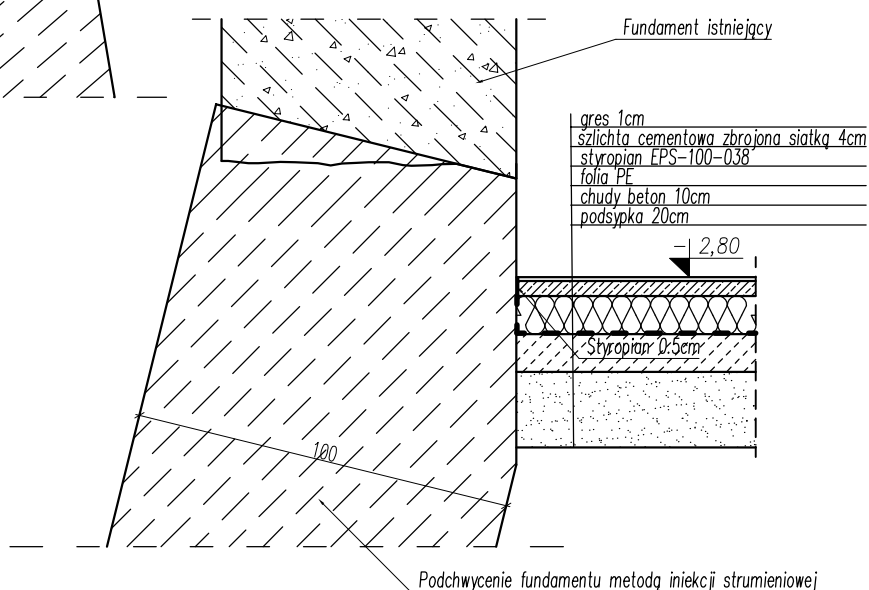 Fundament istniejący
gres 1cm
szlichta cementowa zbrojona siatką 4cm
styropian EPS-100-038
folia PE
chudy beton 10cm
podsypka 20cm
- 2,80
Styropian 0.5cm
100
Podchwycenie fundamentu metodą iniekcji strumieniowej